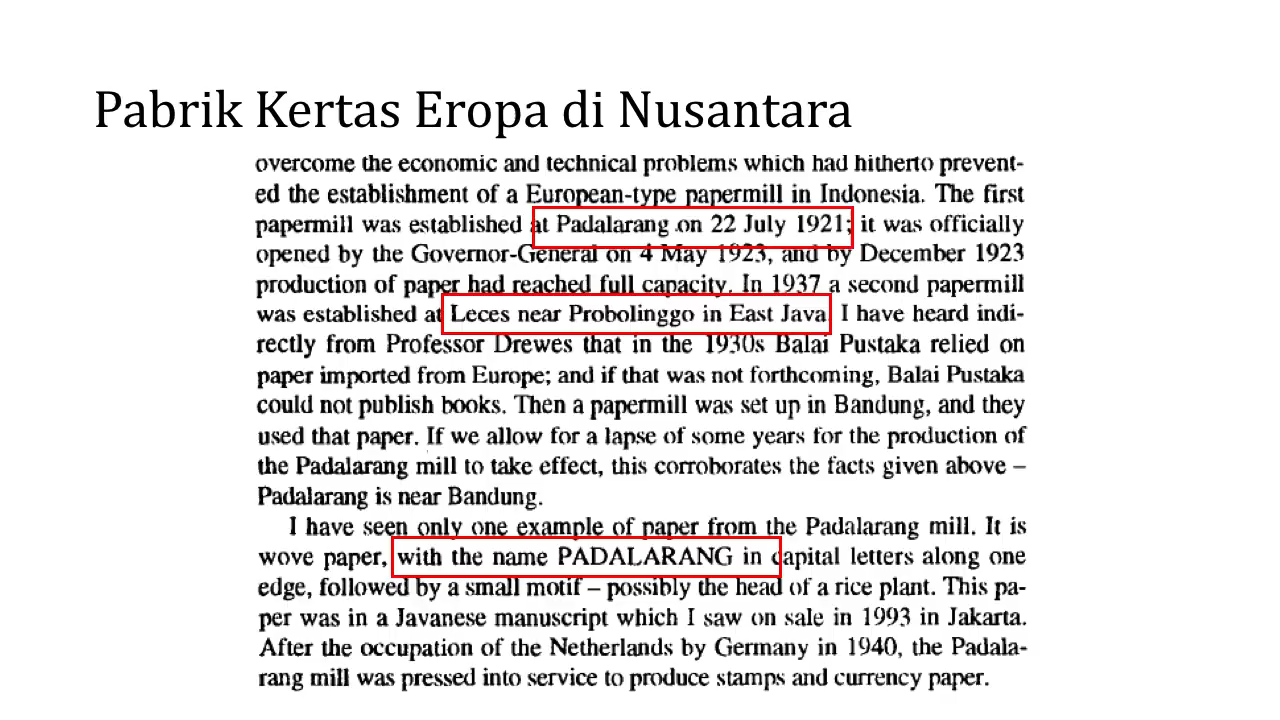 Pabrik Kertas Eropa di Nusantara
overcome the economic and technical problems which had hitherto prevent-
ed the establishment of a European-type papermill in Indonesia. The first
papermill was established at Padalarang on 22 July 1921; it was officially
opened by the Governor-General on 4 May 1923, and by December 1923
production of paper had reached full capacity. In 1937 a second papermill
was established at Leces near Probolinggo in East Java. I have heard indi-
rectly from Professor Drewes that in the 1930s Balai Pustaka relied on
paper imported from Europe; and if that was not forthcoming, Balai Pustaka
could not publish books. Then a papermill was set up in Bandung, and they
used that paper. If we allow for a lapse of some years for the production of
the Padalarang mill to take effect, this corroborates the facts given above –
Padalarang is near Bandung.
I have seen only one example of paper from the Padalarang mill. It is
wove paper, with the name PADALARANG in capital letters along one
edge, followed by a small motif – possibly the head of a rice plant. This pa-
per was in a Javanese manuscript which I saw on sale in 1993 in Jakarta.
After the occupation of the Netherlands by Germany in 1940, the Padala-
rang mill was pressed into service to produce stamps and currency paper.